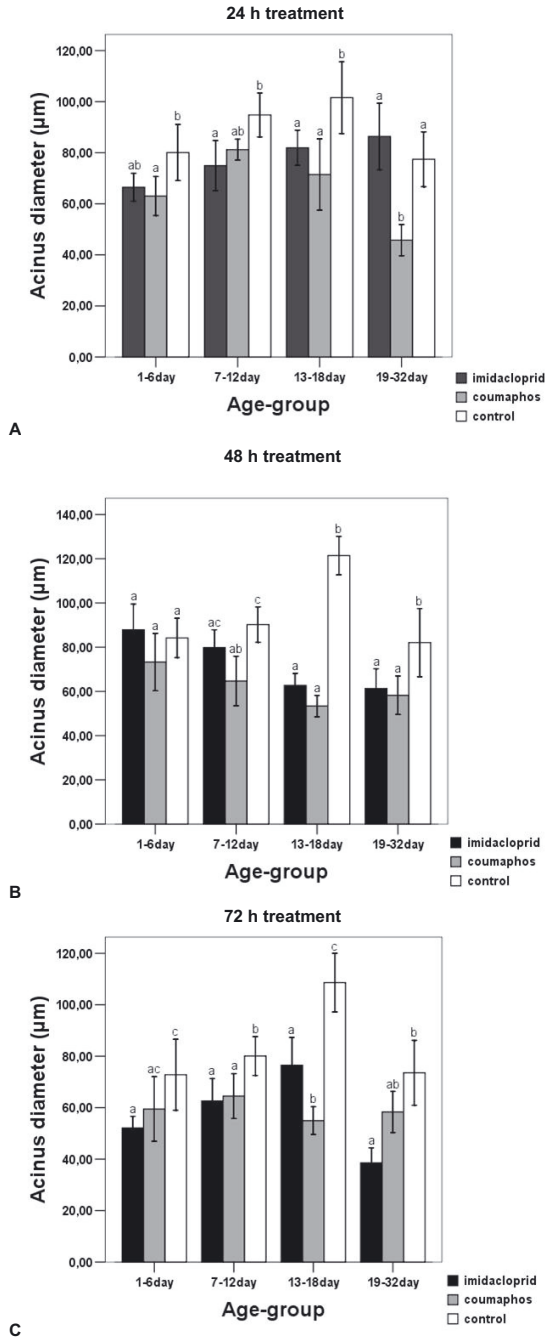 24 h treatment
120,00
100,00
80,00
60,00
40,00
20,00
0,00
Acinus diameter (µm)
ab a b
a ab b
a a b
a b a
1-6day 7-12day 13-18day 19-32day
Age-group
imidacloprid
coumaphos
control
A
48 h treatment
140,00
120,00
100,00
80,00
60,00
40,00
20,00
0,00
Acinus diameter (µm)
a a a
ac ab c
a a b
a a b
1-6day 7-12day 13-18day 19-32day
Age-group
imidacloprid
coumaphos
control
B
72 h treatment
120,00
100,00
80,00
60,00
40,00
20,00
0,00
Acinus diameter (µm)
a ac c
a a b
a b c
a ab b
1-6day 7-12day 13-18day 19-32day
Age-group
imidacloprid
coumaphos
control
C